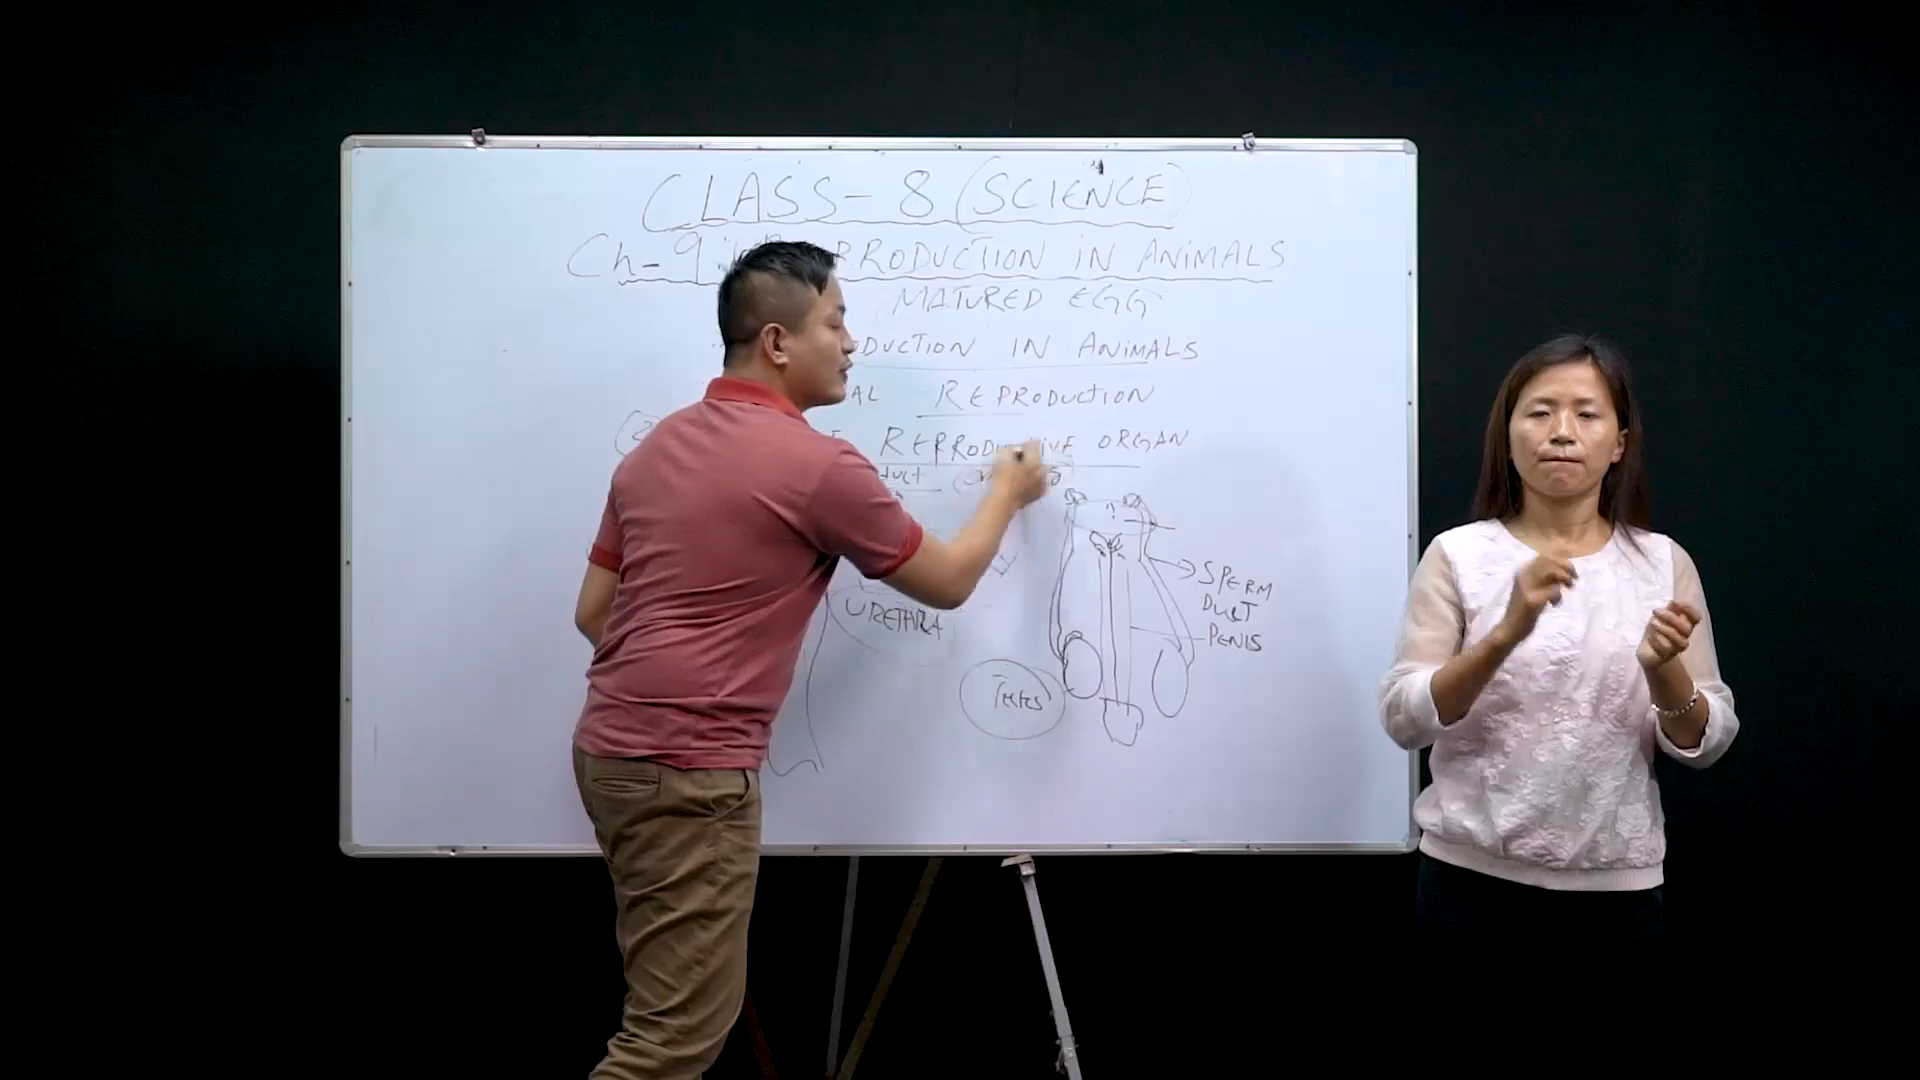 CLASS-8 (SCIENCE)
Ch-9 REPRODUCTION IN ANIMALS
MATURED EGG
DUCTION IN ANIMALS
AL REPRODUCTION
REPRODUCTIVE ORGAN
duct
SPERM
DUCT
URETHRA
PENIS
Testes